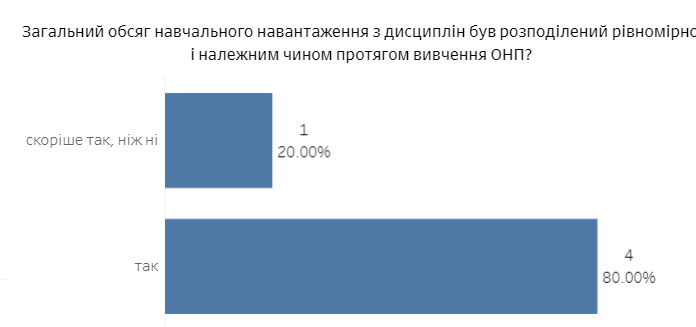 Загальний обсяг навчального навантаження з дисциплін був розподілений рівномірно
і належним чином протягом вивчення ОНП?
скоріше так, ніж ні
1
20.00%
так
4
80.00%